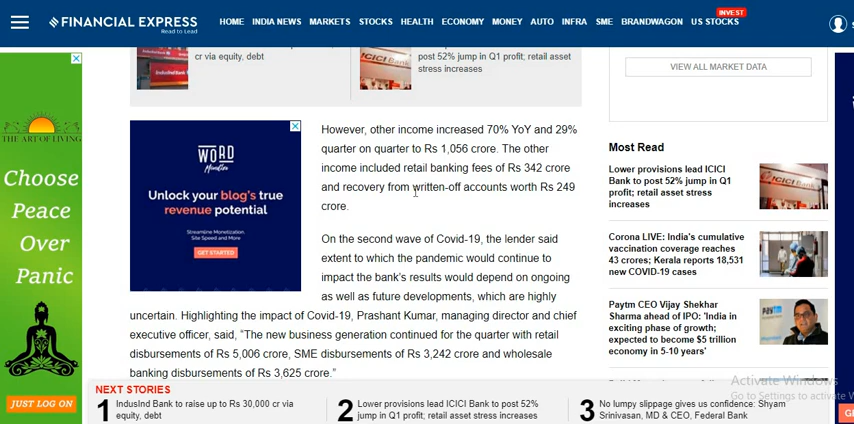 FINANCIAL EXPRESS
Read to Lead
HOME INDIA NEWS MARKETS STOCKS HEALTH ECONOMY MONEY AUTO INFRA SME BRANDWAGON US STOCKS
INVEST
cr via equity, debt
post 52% jump in Q1 profit; retail asset
stress increases
VIEW ALL MARKET DATA
THE ART OF LIVING
Choose
Peace
Over
Panic
JUST LOG ON
WORD
Monetize
Unlock your blog's true
revenue potential
Streamline Monetization.
Site Speed and More
GET STARTED
However, other income increased 70% YoY and 29%
quarter on quarter to Rs 1,056 crore. The other
income included retail banking fees of Rs 342 crore
and recovery from written-off accounts worth Rs 249
crore.
On the second wave of Covid-19, the lender said
extent to which the pandemic would continue to
impact the bank's results would depend on ongoing
as well as future developments, which are highly
uncertain. Highlighting the impact of Covid-19, Prashant Kumar, managing director and chief
executive officer, said, “The new business generation continued for the quarter with retail
disbursements of Rs 5,006 crore, SME disbursements of Rs 3,242 crore and wholesale
banking disbursements of Rs 3,625 crore.”
Most Read
Lower provisions lead ICICI
Bank to post 52% jump in Q1
profit; retail asset stress
increases
Corona LIVE: India's cumulative
vaccination coverage reaches
43 crores; Kerala reports 18,531
new COVID-19 cases
Paytm CEO Vijay Shekhar
Sharma ahead of IPO: 'India in
exciting phase of growth;
expected to become $5 trillion
economy in 5-10 years'
Activate Windows
Go to Settings to activate W
NEXT STORIES
1 IndusInd Bank to raise up to Rs 30,000 cr via
equity, debt
2 Lower provisions lead ICICI Bank to post 52%
jump in Q1 profit; retail asset stress increases
3 No lumpy slippage gives us confidence: Shyam
Srinivasan, MD & CEO, Federal Bank